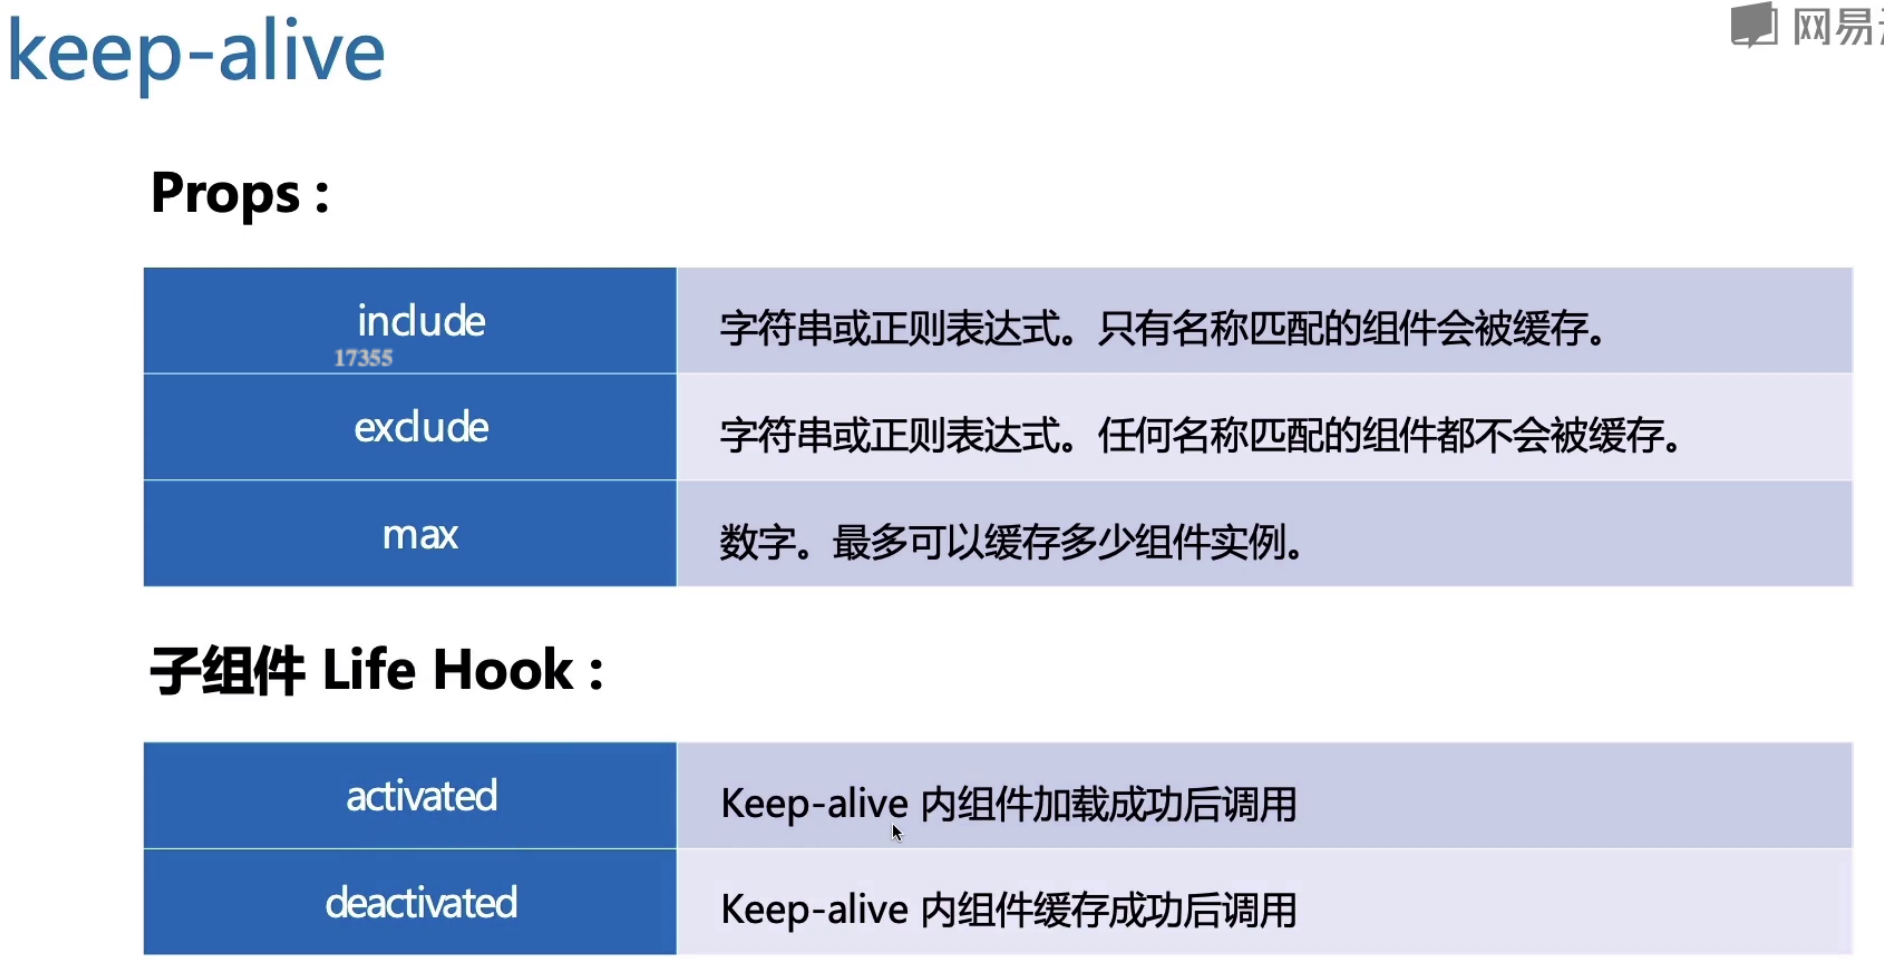 keep-alive
网易
Props :
include
字符串或正则表达式。只有名称匹配的组件会被缓存。
17355
exclude
字符串或正则表达式。任何名称匹配的组件都不会被缓存。
max
数字。最多可以缓存多少组件实例。
子组件 Life Hook :
activated
Keep-alive 内组件加载成功后调用
deactivated
Keep-alive 内组件缓存成功后调用